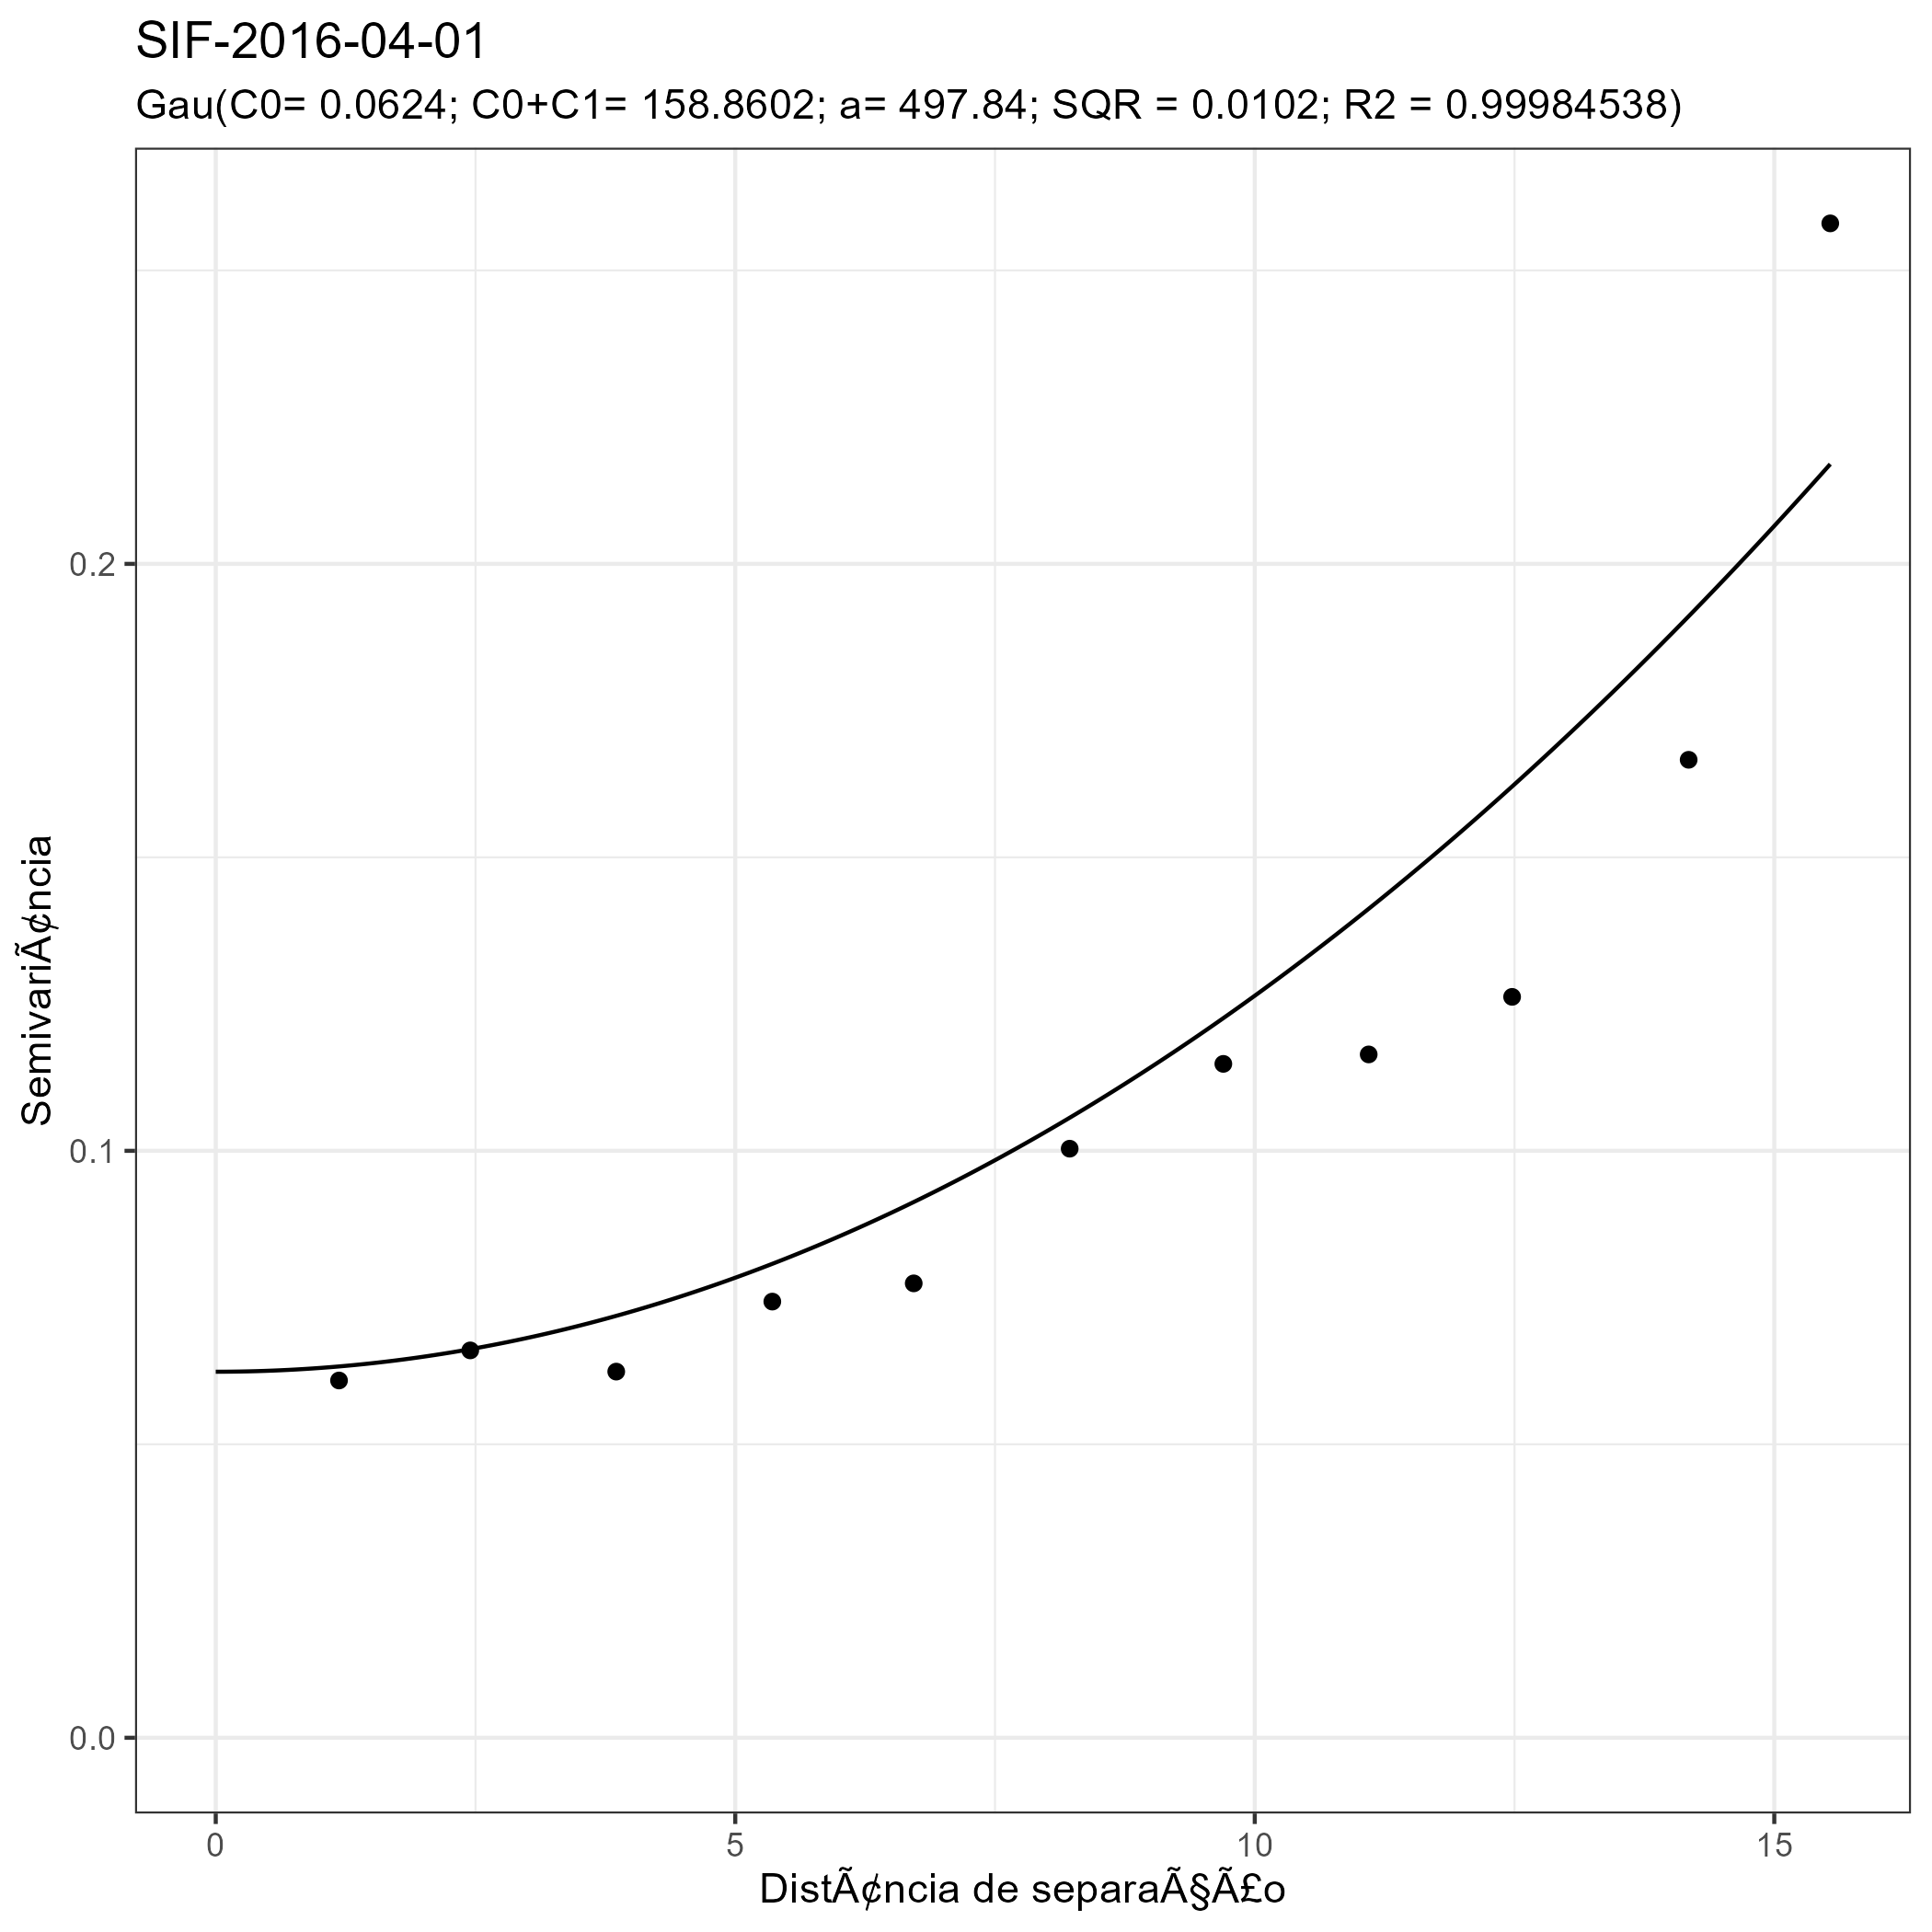 SIF-2016-04-01
Gau(C0= 0.0624; C0+C1= 158.8602; a= 497.84; SQR = 0.0102; R2 = 0.99984538)
SemivariÃ¢ncia
0.2
0.1
0.0
0 5 10 15
DistÃ¢ncia de separaÃ§Ã£o